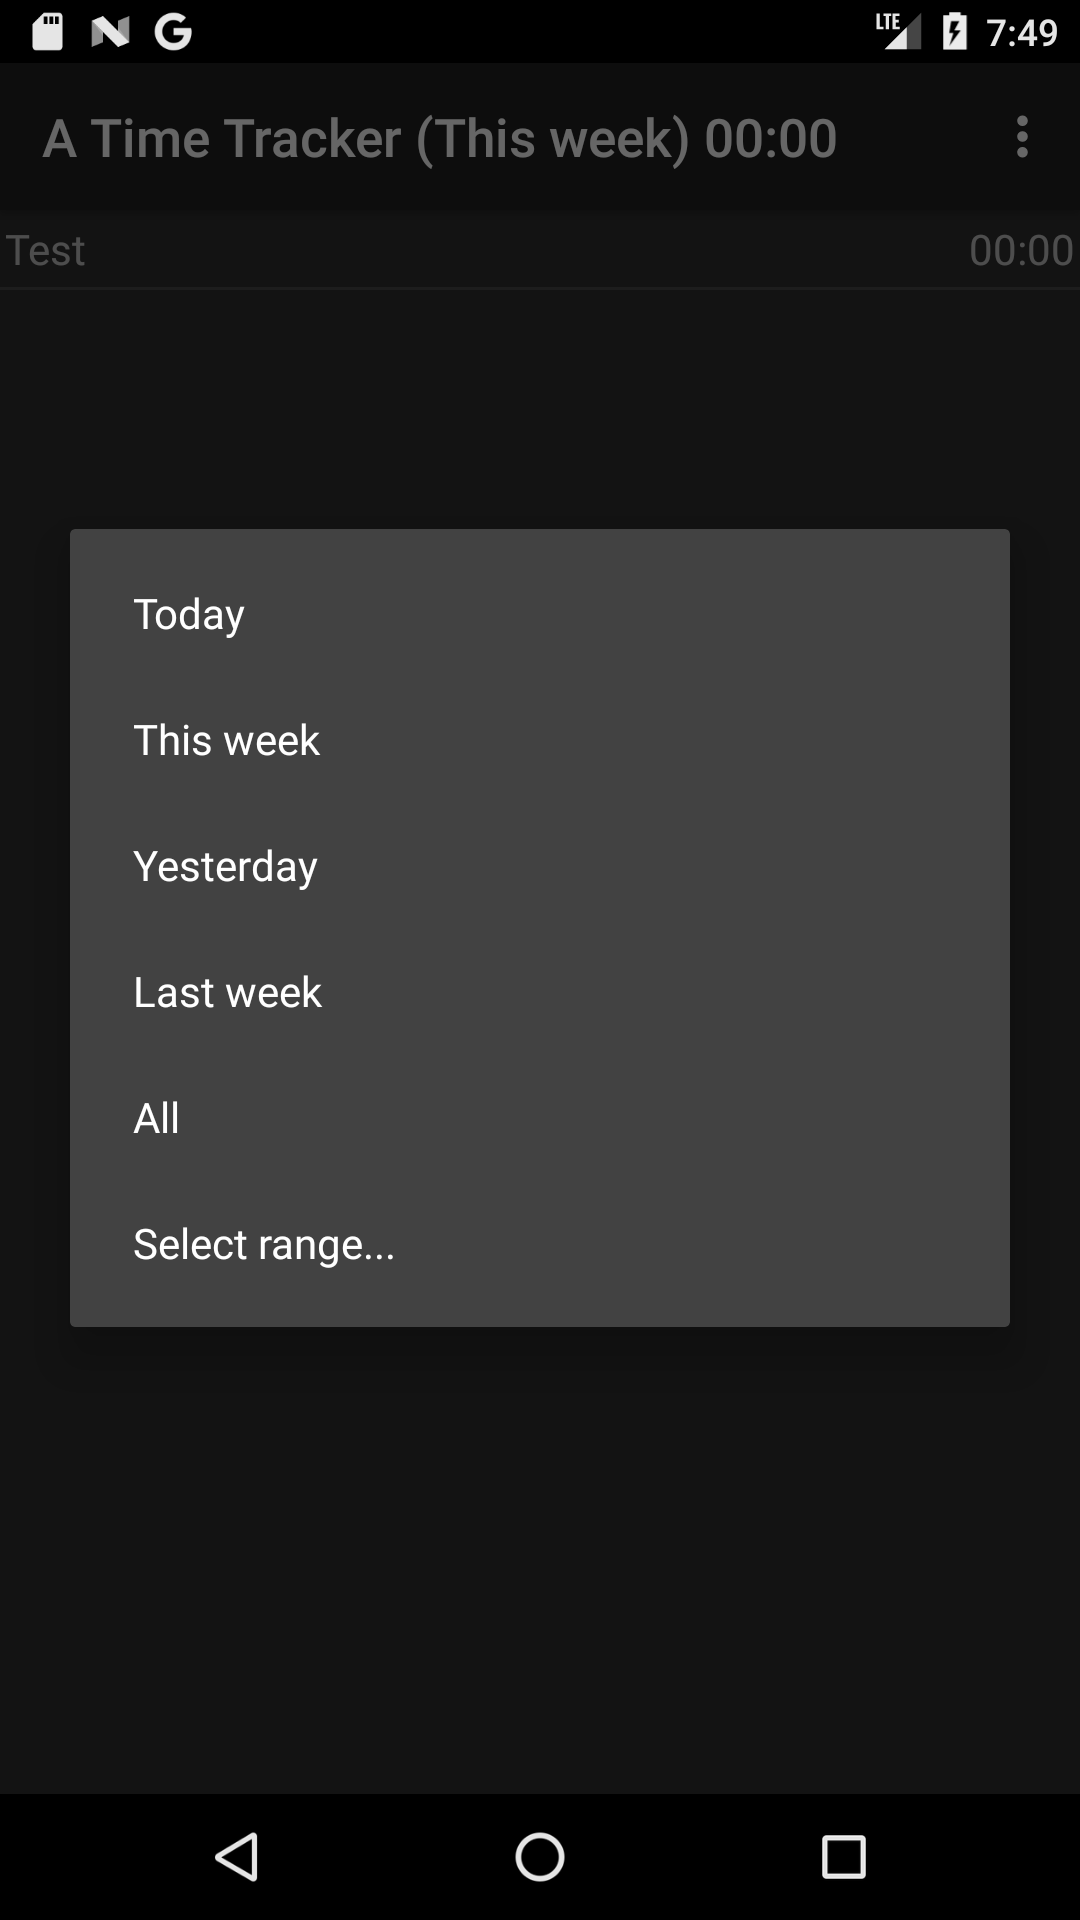 LTE 7:49
A Time Tracker (This week) 00:00
Test 00:00
Today
This week
Yesterday
Last week
All
Select range...